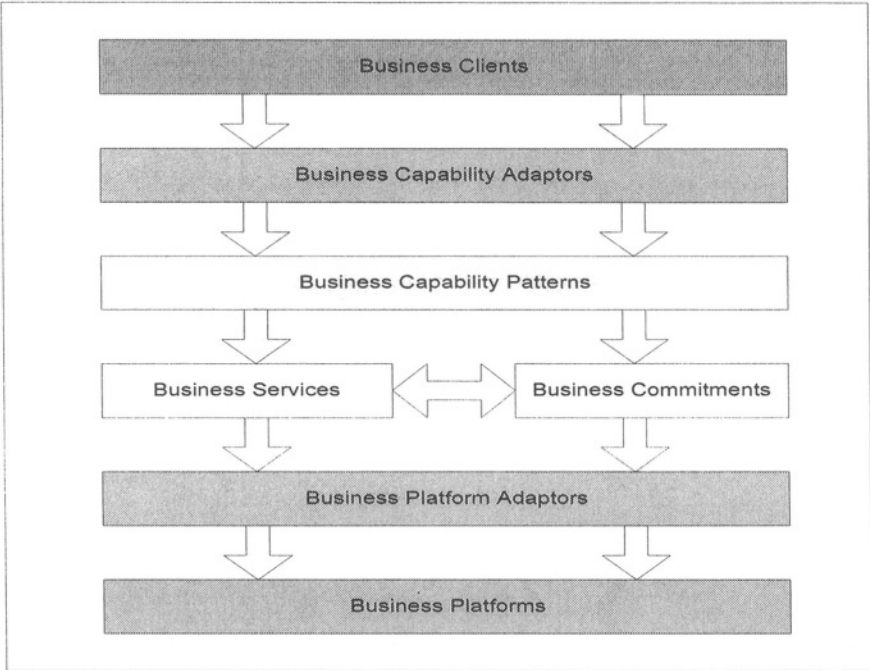 Business Clients
Business Capability Adaptors
Business Capability Patterns
Business Services
Business Commitments
Business Platform Adaptors
Business Platforms